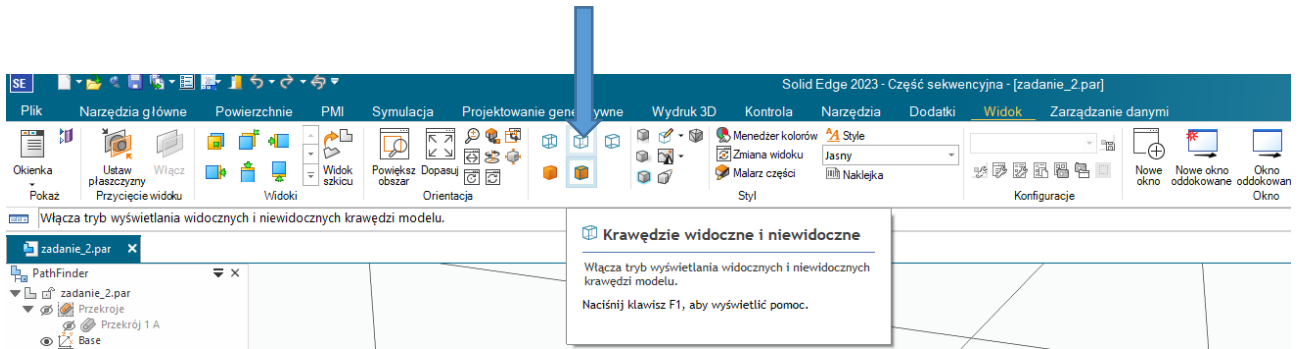 SE
Solid Edge 2023 - Część sekwencyjna - [zadanie_2.par]
Plik Narzędzia główne Powierzchnie PMI Symulacja Projektowanie gene ywne Wydruk 3D Kontrola Narzędzia Dodatki Widok Zarządzanie danymi
Okienka
Ustaw płaszczyzny
Włącz
Widok szkicu
Powiększ obszar
Dopasuj
Menedżer kolorów
Zmiana widoku
Malarz części
Style
Jasny
Naklejka
Nowe okno
Nowe okno oddokowane
Okno oddokowan
Pokaż Przycięcie widoku Widoki Orientacja Styl Konfiguracje Okno
Włącza tryb wyświetlania widocznych i niewidocznych krawędzi modelu.
zadanie_2.par
PathFinder
zadanie_2.par
Przekroje
Przekrój 1 A
Base
Krawędzie widoczne i niewidoczne
Włącza tryb wyświetlania widocznych i niewidocznych
krawędzi modelu.
Naciśnij klawisz F1, aby wyświetlić pomoc.